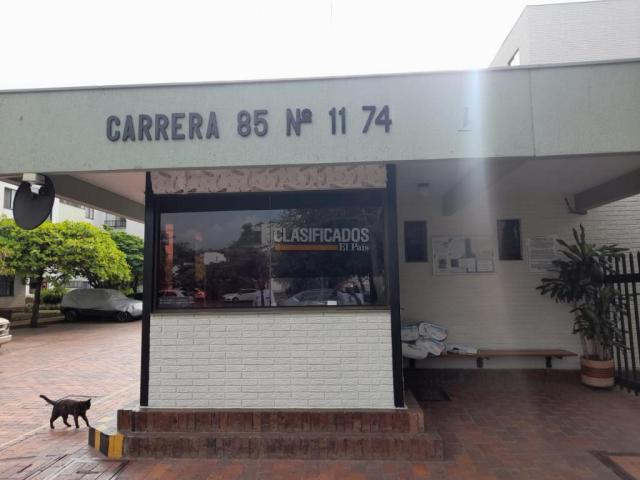 CARRERA 85 Nº 11 74
CLASIFICADOS
El País